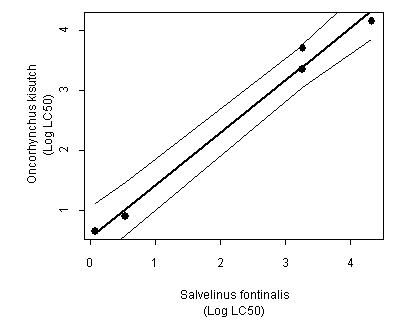 Oncorhynchus kisutch
(Log LC50)
4
3
2
1
0 1 2 3 4
Salvelinus fontinalis
(Log LC50)